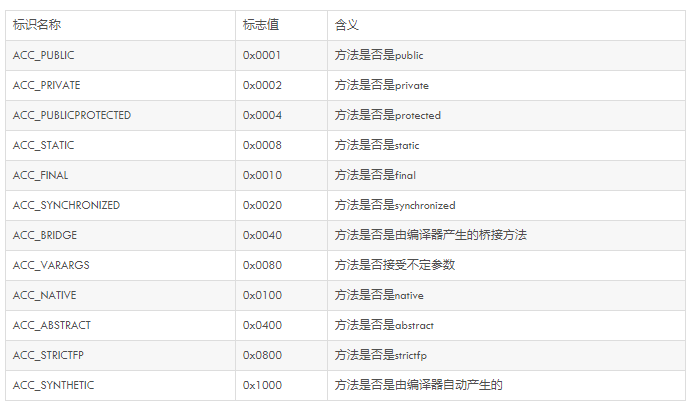 标识名称 标志值 含义
ACC_PUBLIC 0x0001 方法是否是public
ACC_PRIVATE 0x0002 方法是否是private
ACC_PUBLICPROTECTED 0x0004 方法是否是protected
ACC_STATIC 0x0008 方法是否是static
ACC_FINAL 0x0010 方法是否是final
ACC_SYNCHRONIZED 0x0020 方法是否是synchronized
ACC_BRIDGE 0x0040 方法是否是由编译器产生的桥接方法
ACC_VARARGS 0x0080 方法是否接受不定参数
ACC_NATIVE 0x0100 方法是否是native
ACC_ABSTRACT 0x0400 方法是否是abstract
ACC_STRICTFP 0x0800 方法是否是strictfp
ACC_SYNTHETIC 0x1000 方法是否是由编译器自动产生的